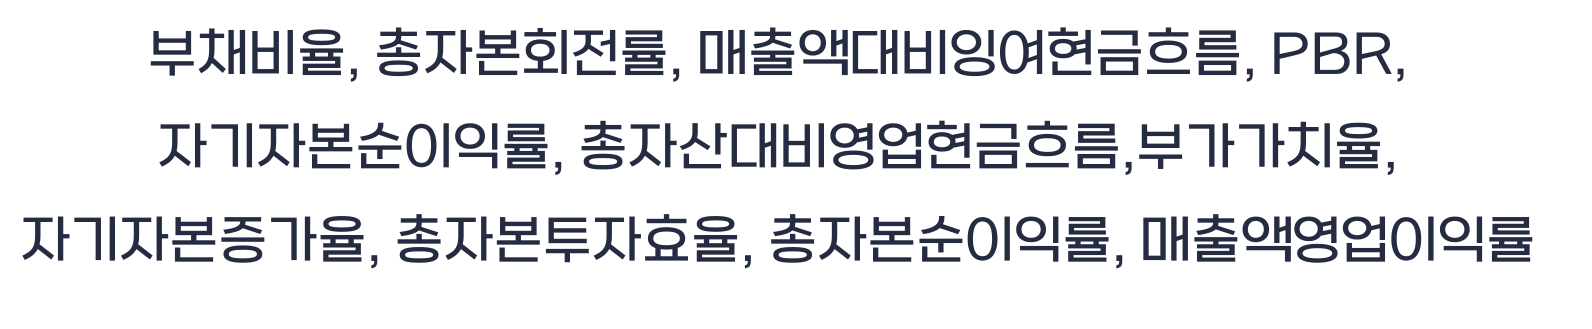 부채비율, 총자본회전률, 매출액대비잉여현금흐름, PBR,
자기자본순이익률, 총자산대비영업현금흐름,부가가치율,
자기자본증가율, 총자본투자효율, 총자본순이익률, 매출액영업이익률